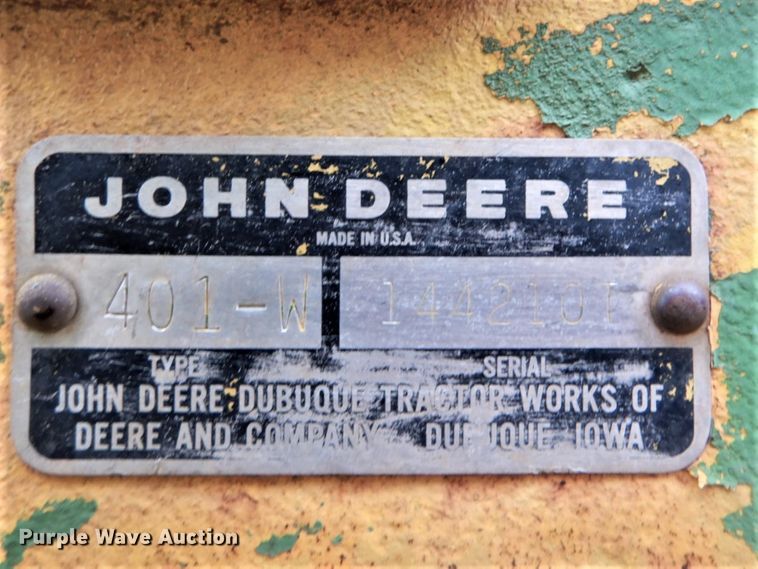 JOHN DEERE
MADE IN U.S.A.
401-W 144210T
TYPE SERIAL
JOHN DEERE DUBUQUE TRACTOR WORKS OF
DEERE AND COMPANY DUBUQUE, IOWA
Purple Wave Auction